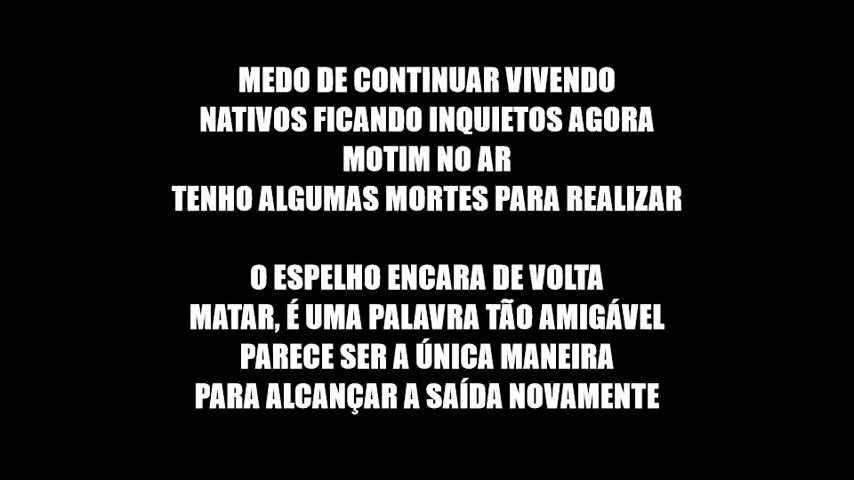 MEDO DE CONTINUAR VIVENDO
NATIVOS FICANDO INQUIETOS AGORA
MOTIM NO AR
TENHO ALGUMAS MORTES PARA REALIZAR
O ESPELHO ENCARA DE VOLTA
MATAR, É UMA PALAVRA TÃO AMIGÁVEL
PARECE SER A ÚNICA MANEIRA
PARA ALCANÇAR A SAÍDA NOVAMENTE